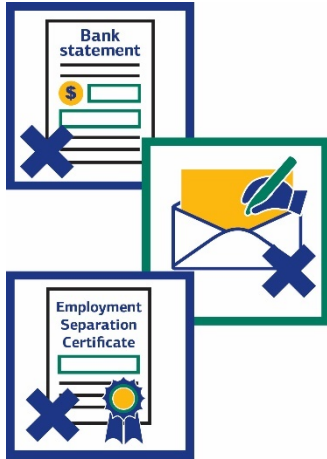 Bank
statement
$
Employment
Separation
Certificate